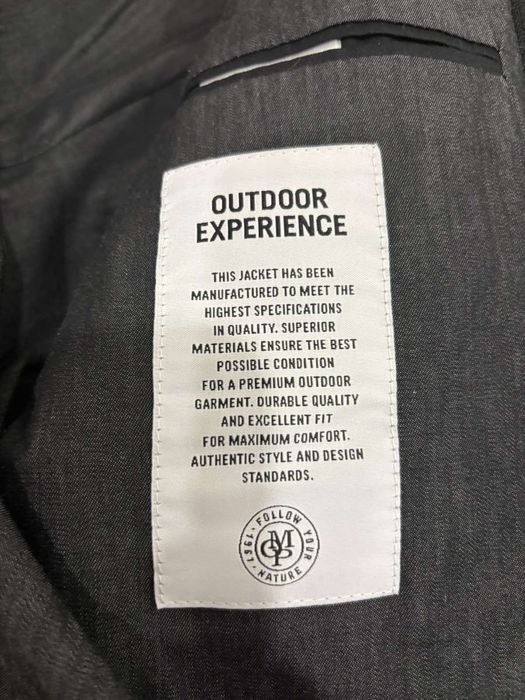 OUTDOOR
EXPERIENCE
THIS JACKET HAS BEEN
MANUFACTURED TO MEET THE
HIGHEST SPECIFICATIONS
IN QUALITY. SUPERIOR
MATERIALS ENSURE THE BEST
POSSIBLE CONDITION
FOR A PREMIUM OUTDOOR
GARMENT. DURABLE QUALITY
AND EXCELLENT FIT
FOR MAXIMUM COMFORT.
AUTHENTIC STYLE AND DESIGN
STANDARDS.
1967 · FOLLOW YOUR NATURE ·
MOP